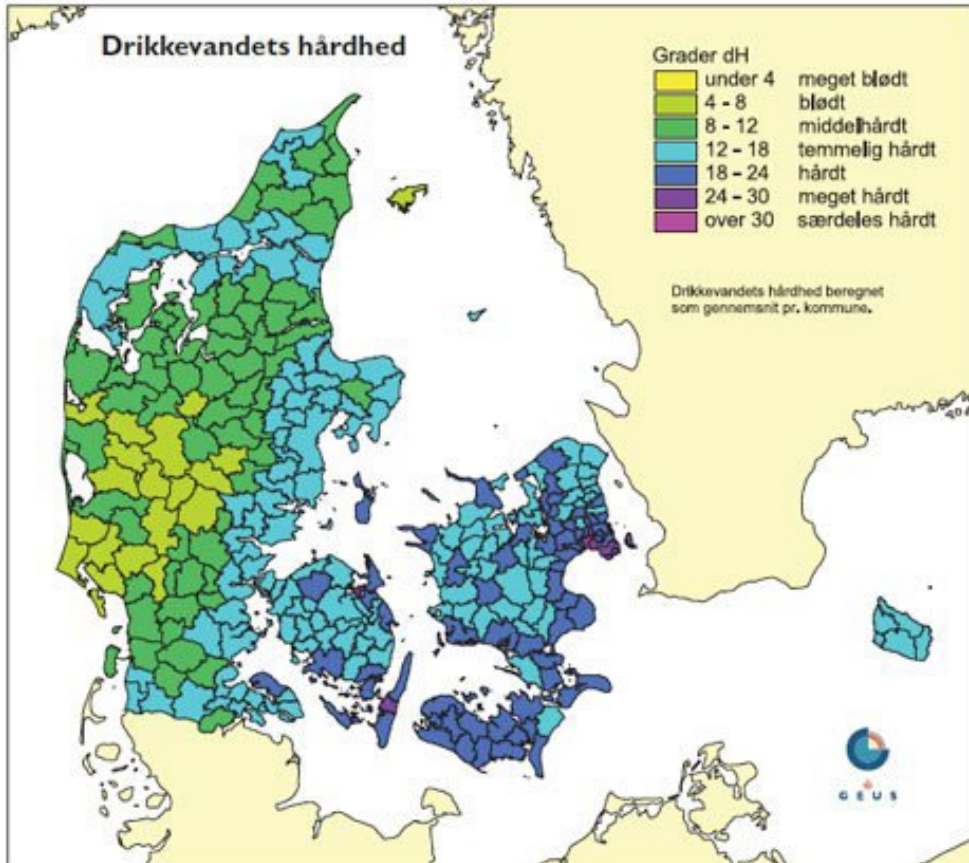 Drikkevandets hårdhed
Grader dH
under 4 meget blødt
4 - 8 blødt
8 - 12 middelhårdt
12 - 18 temmelig hårdt
18 - 24 hårdt
24 - 30 meget hårdt
over 30 særdeles hårdt
Drikkevandets hårdhed beregnet
som gennemsnit pr. kommune.
G E U S